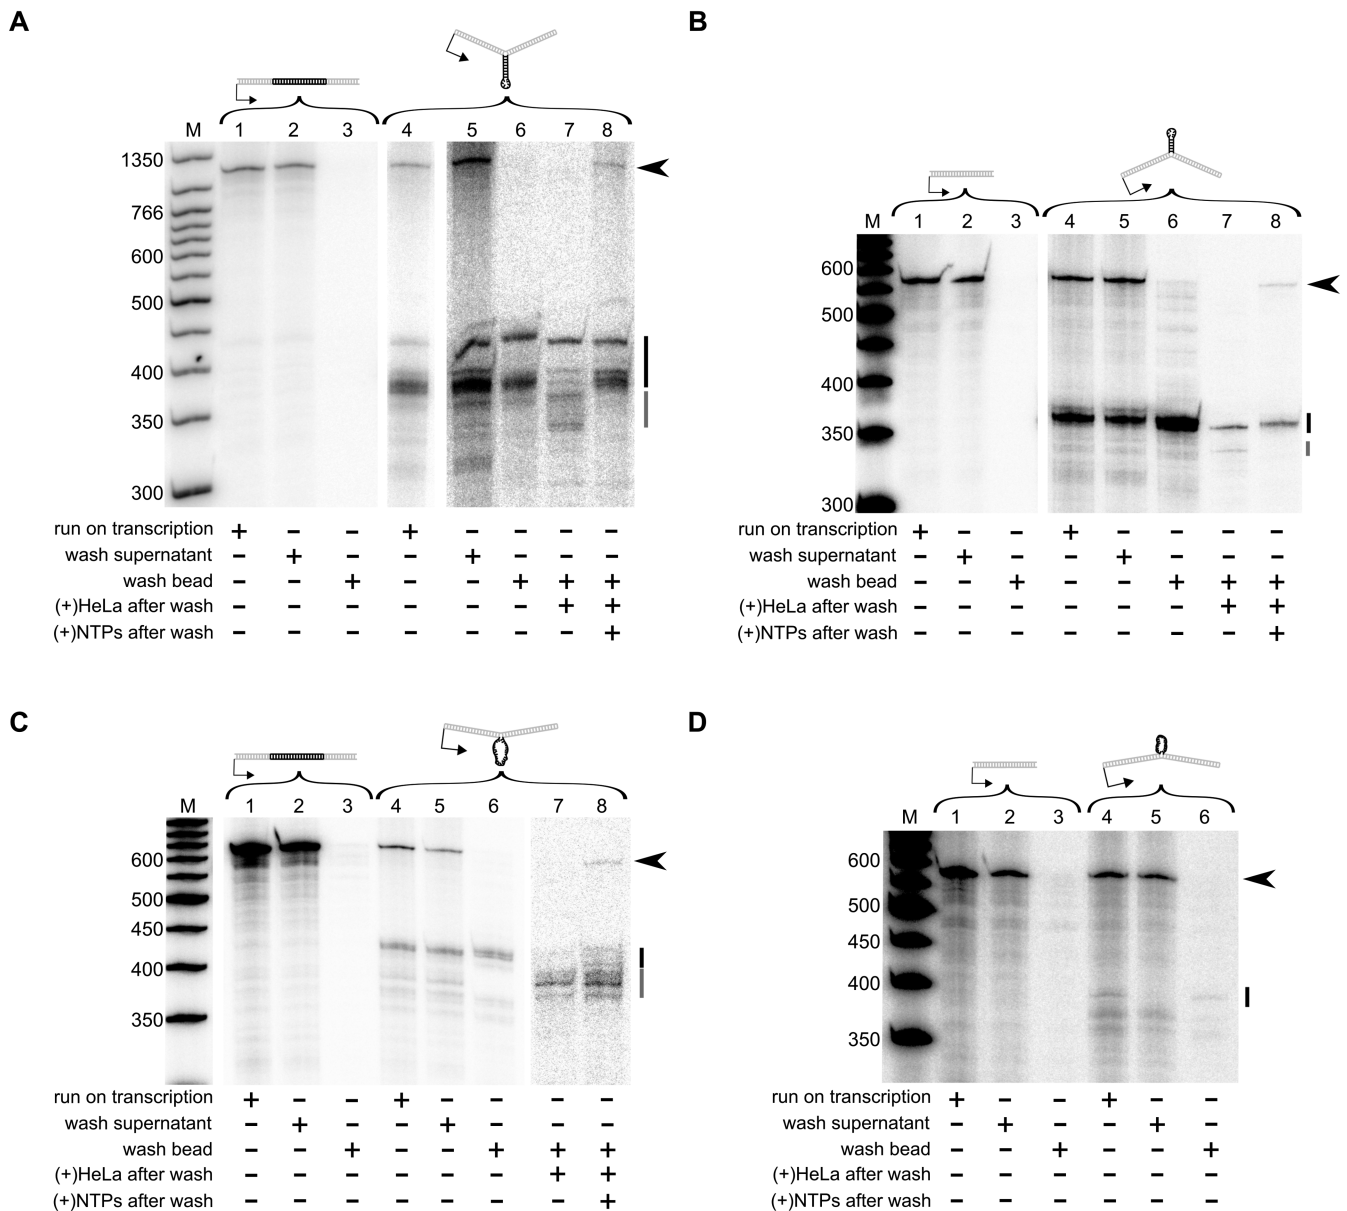 A
M 1 2 3 4 5 6 7 8
1350
766
600
500
400
350
300
run on transcription + – – + – – – –
wash supernatant – + – – + – – –
wash bead – – + – – + + +
(+)HeLa after wash – – – – – – + +
(+)NTPs after wash – – – – – – – +
B
M 1 2 3 4 5 6 7 8
600
500
400
350
300
run on transcription + – – + – – – –
wash supernatant – + – – + – – –
wash bead – – + – – + + +
(+)HeLa after wash – – – – – – + +
(+)NTPs after wash – – – – – – – +
C
M 1 2 3 4 5 6 7 8
600
500
450
400
350
run on transcription + – – + – – – –
wash supernatant – + – – + – – –
wash bead – – + – – + + +
(+)HeLa after wash – – – – – – + +
(+)NTPs after wash – – – – – – – +
D
M 1 2 3 4 5 6
600
500
450
400
350
run on transcription + – – + – –
wash supernatant – + – – + –
wash bead – – + – – +
(+)HeLa after wash – – – – – –
(+)NTPs after wash – – – – – –